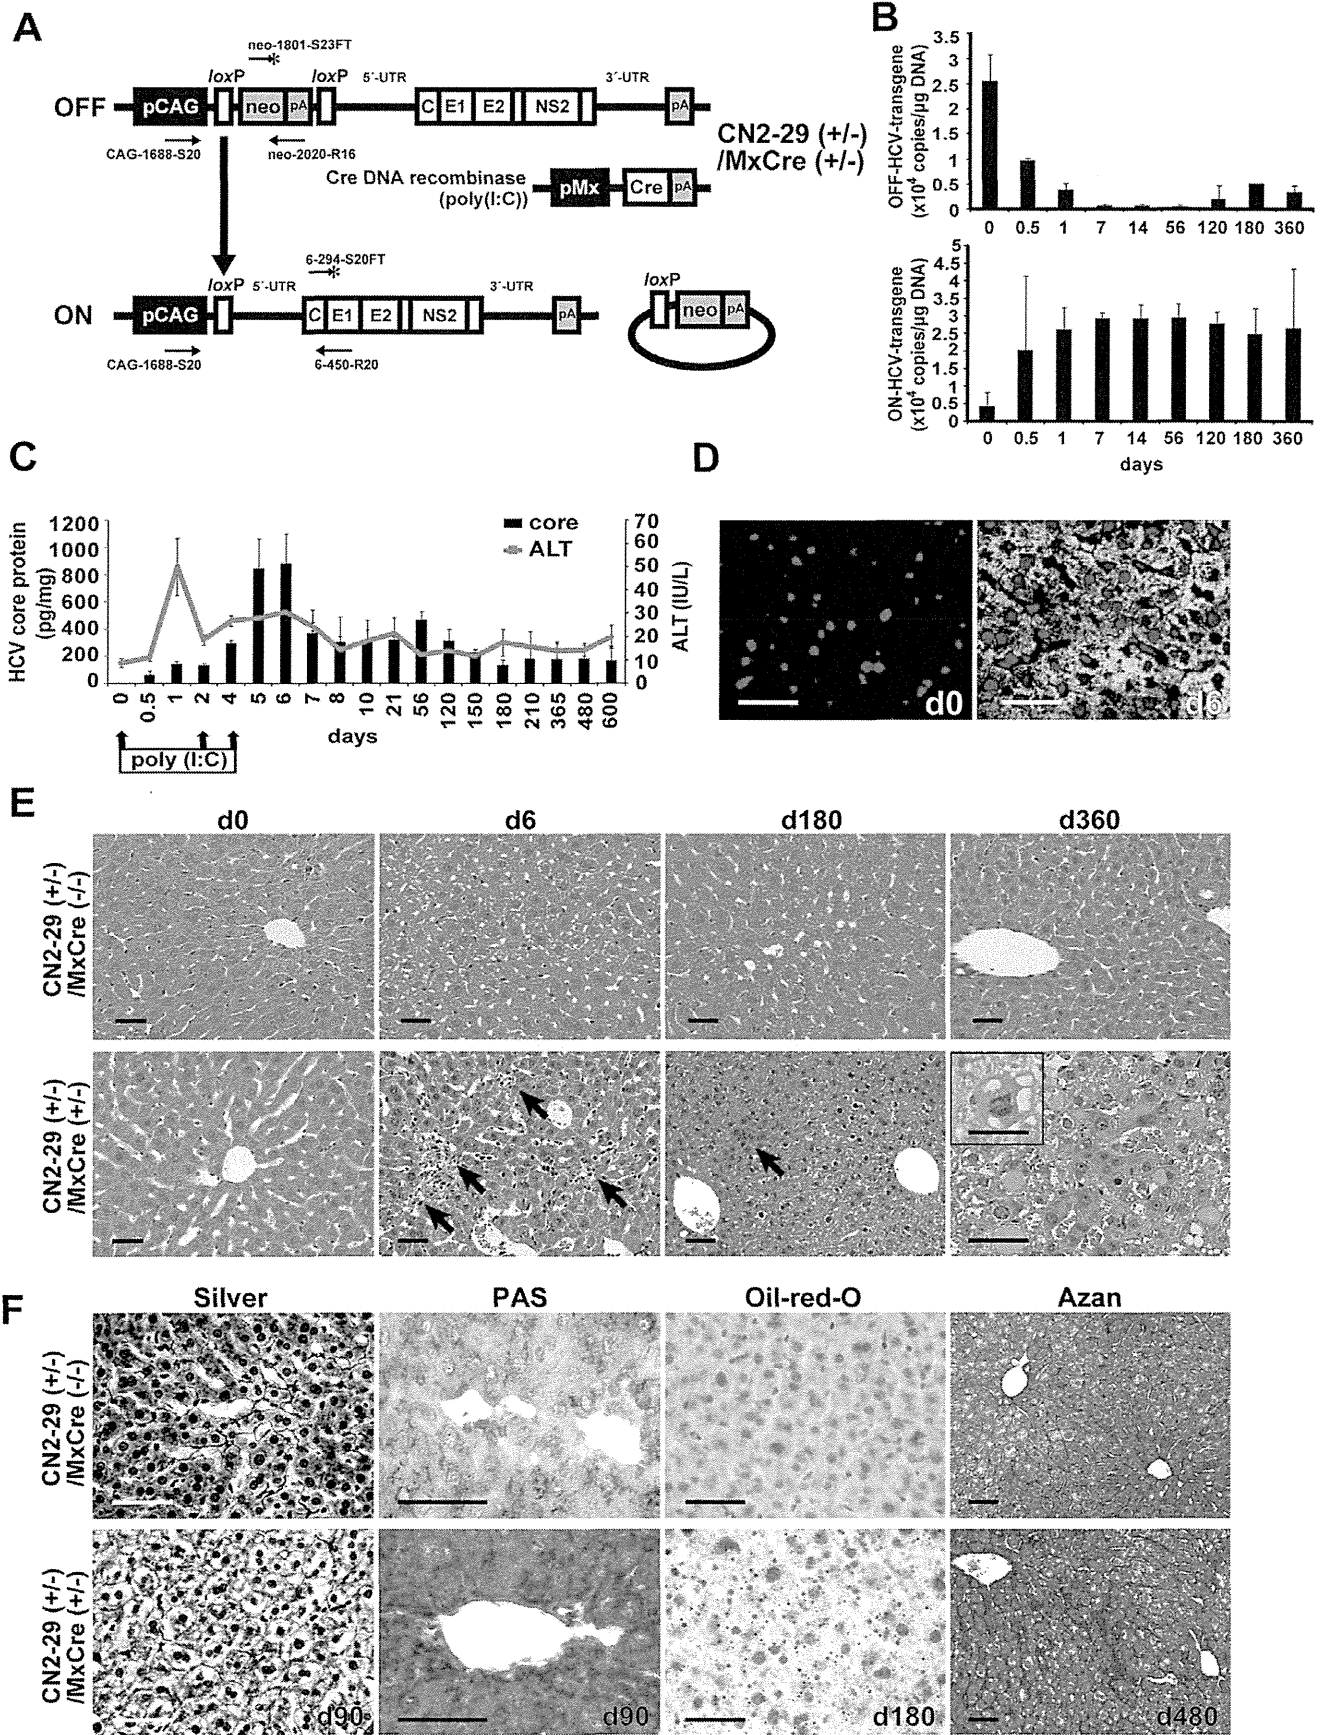 A
neo-1801-S23FT
loxP
loxP
5´-UTR
3´-UTR
OFF
pCAG
neo
pA
C
E1
E2
NS2
pA
CAG-1688-S20
neo-2020-R16
CN2-29 (+/-)
/MxCre (+/-)
Cre DNA recombinase
(poly(I:C))
pMx
Cre
pA
6-294-S20FT
loxP
5´-UTR
3´-UTR
loxP
ON
pCAG
C
E1
E2
NS2
pA
neo
pA
CAG-1688-S20
6-450-R20
B
OFF-HCV-transgene
(x10⁴ copies/µg DNA)
3.5
3
2.5
2
1.5
1
0.5
0
0 0.5 1 7 14 56 120 180 360
ON-HCV-transgene
(x10⁴ copies/µg DNA)
5
4.5
4
3.5
3
2.5
2
1.5
1
0.5
0
0 0.5 1 7 14 56 120 180 360
days
C
HCV core protein
(pg/mg)
1200
1000
800
600
400
200
0
core
ALT
70
60
50
40
30
20
10
0
ALT (IU/L)
0 0.5 1 2 4 5 6 7 8 10 21 56 120 150 180 210 365 480 600
days
poly (I:C)
D
d0
d6
E
d0 d6 d180 d360
CN2-29 (+/-)
/MxCre (-/-)
CN2-29 (+/-)
/MxCre (+/-)
F
Silver PAS Oil-red-O Azan
CN2-29 (+/-)
/MxCre (-/-)
CN2-29 (+/-)
/MxCre (+/-)
d90 d90 d180 d480